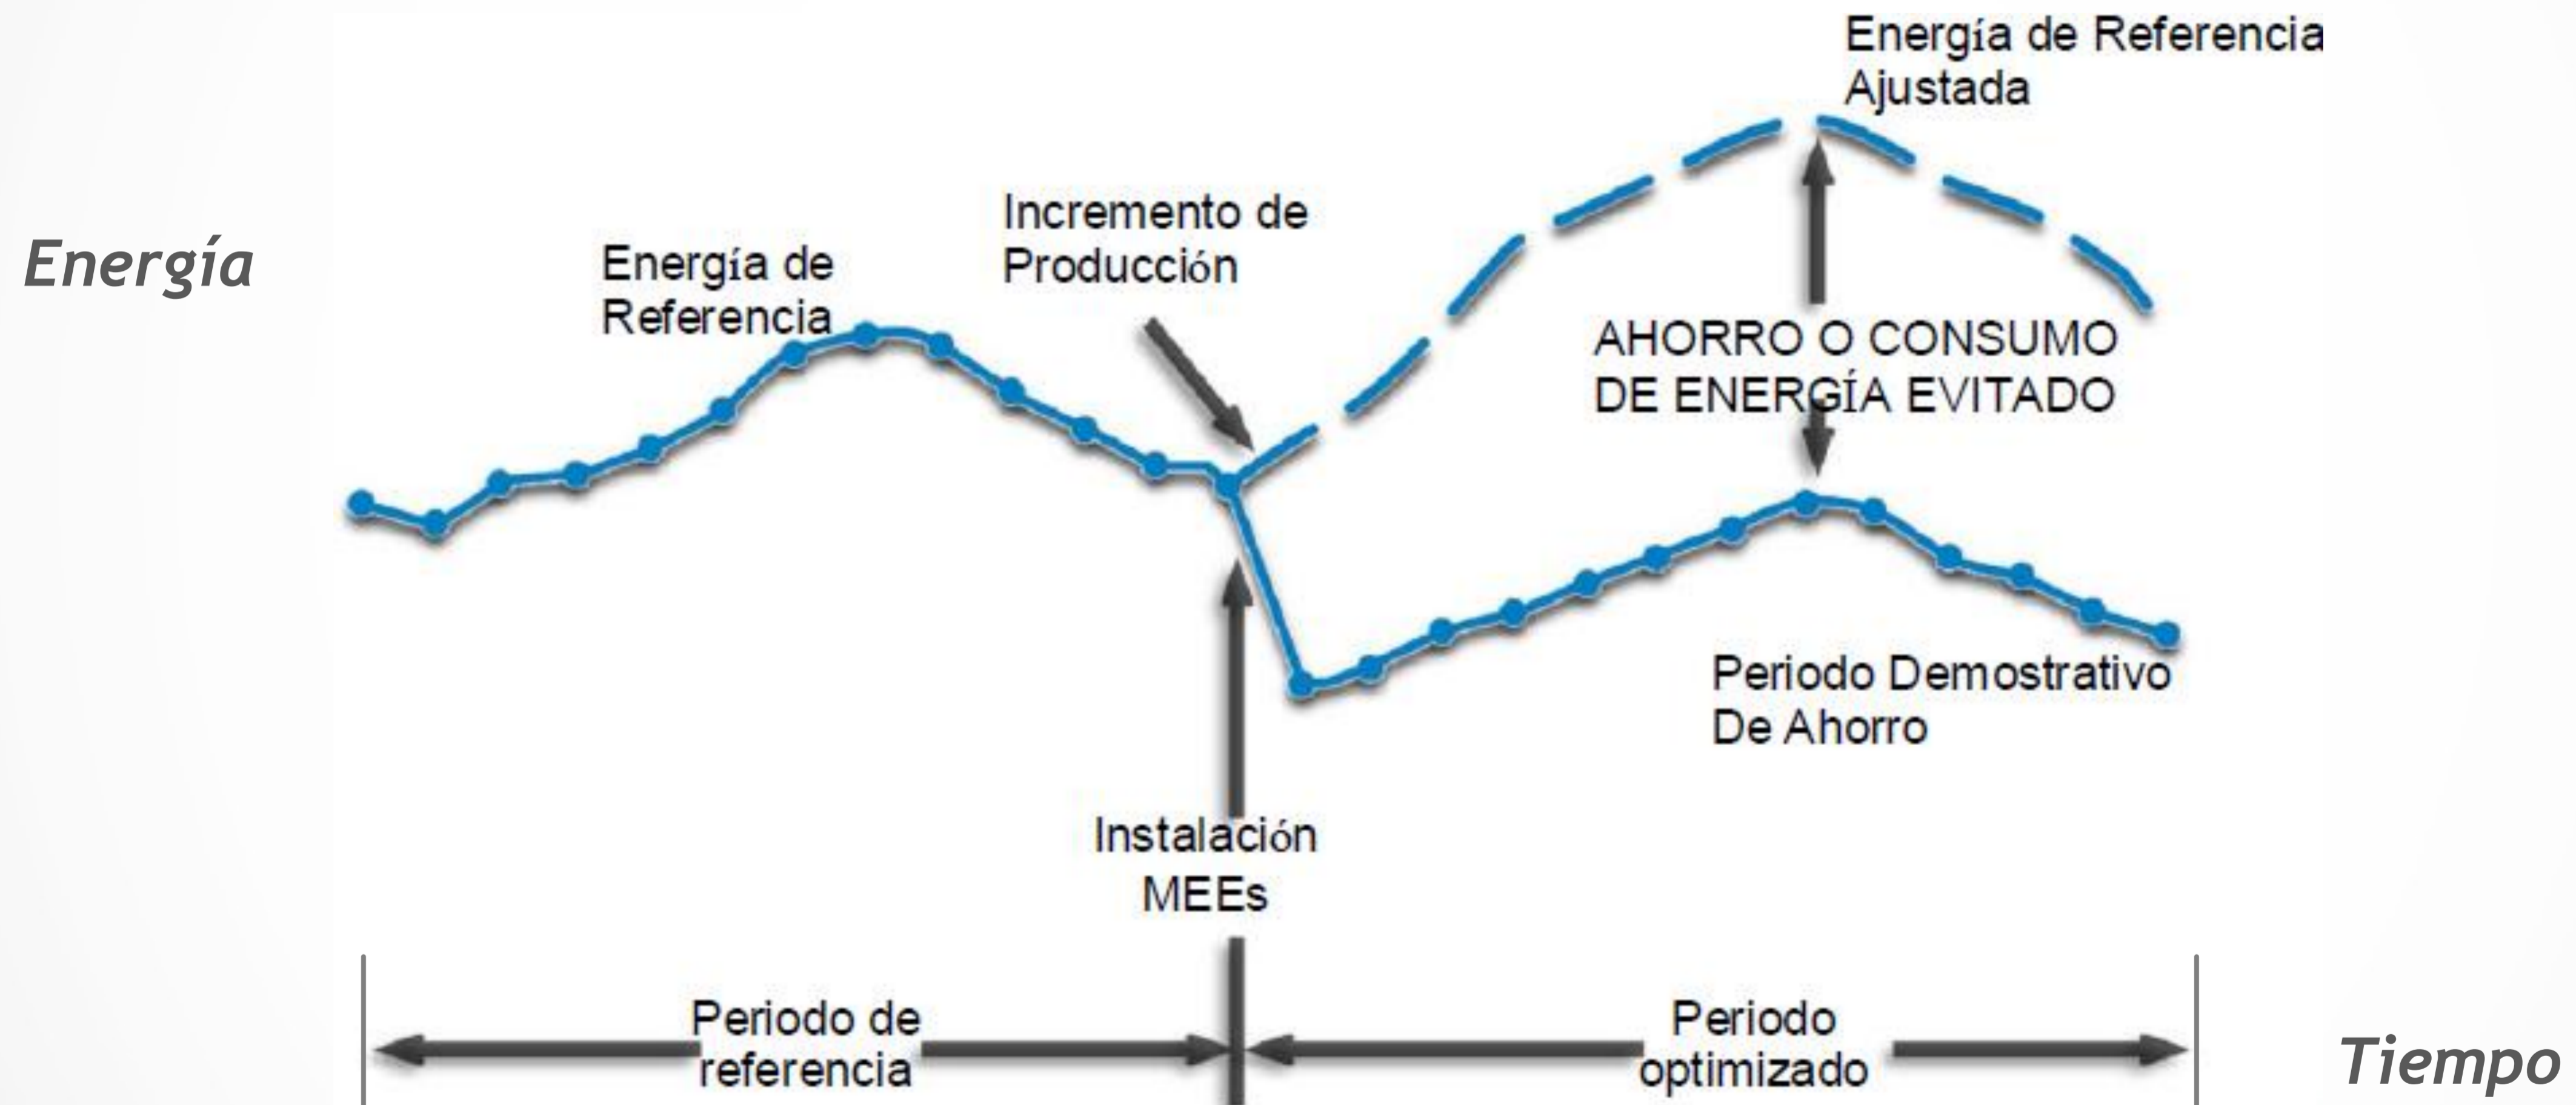 Energía de Referencia
Ajustada
Incremento de
Producción
Energía
Energía de
Referencia
AHORRO O CONSUMO
DE ENERGÍA EVITADO
Periodo Demostrativo
De Ahorro
Instalación
MEEs
Periodo de
referencia
Periodo
optimizado
Tiempo